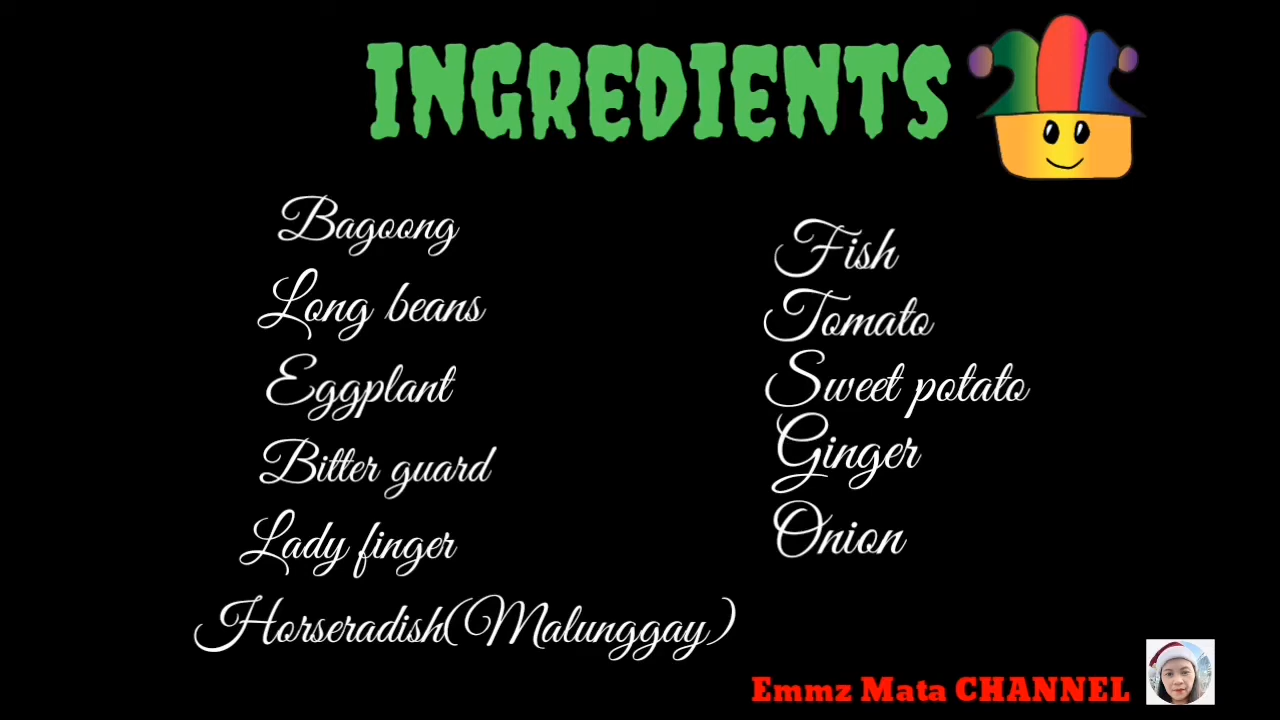 INGREDIENTS
Bagoong
Long beans
Eggplant
Bitter guard
Lady finger
Horseradish(Malunggay)
Fish
Tomato
Sweet potato
Ginger
Onion
Emmz Mata CHANNEL